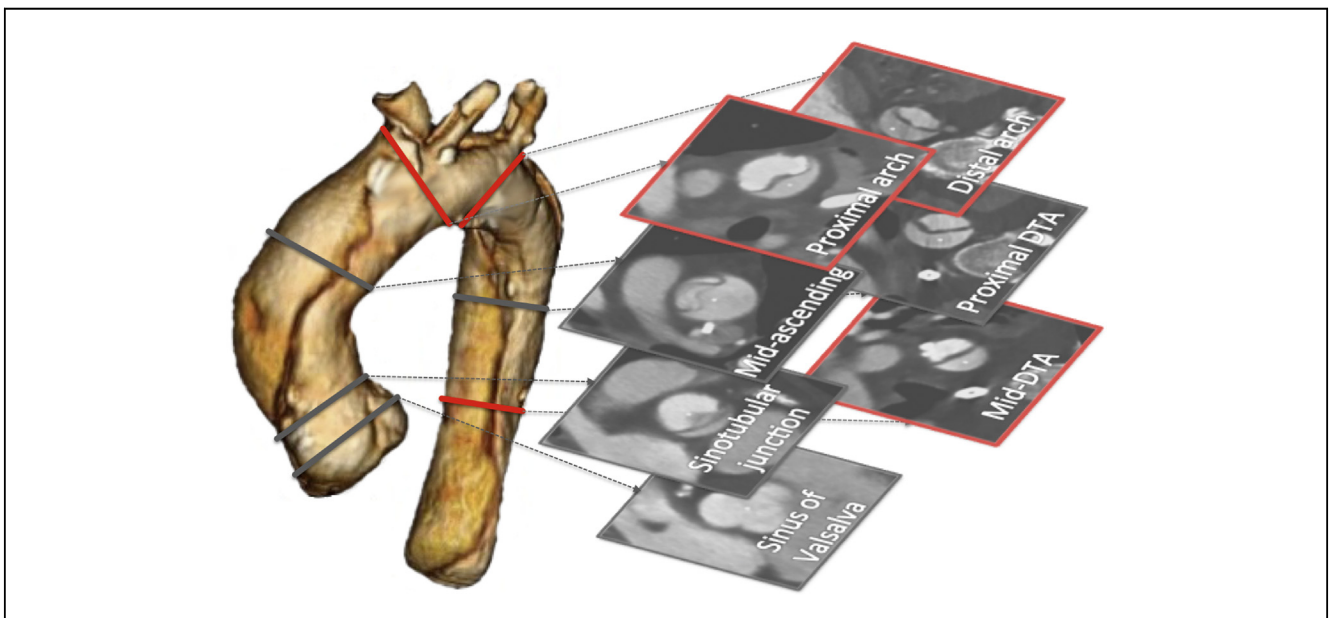 Distal arch
Proximal arch
Proximal DTA
Mid-ascending
Mid-DTA
Sinotubular
junction
Sinus of
Valsalva